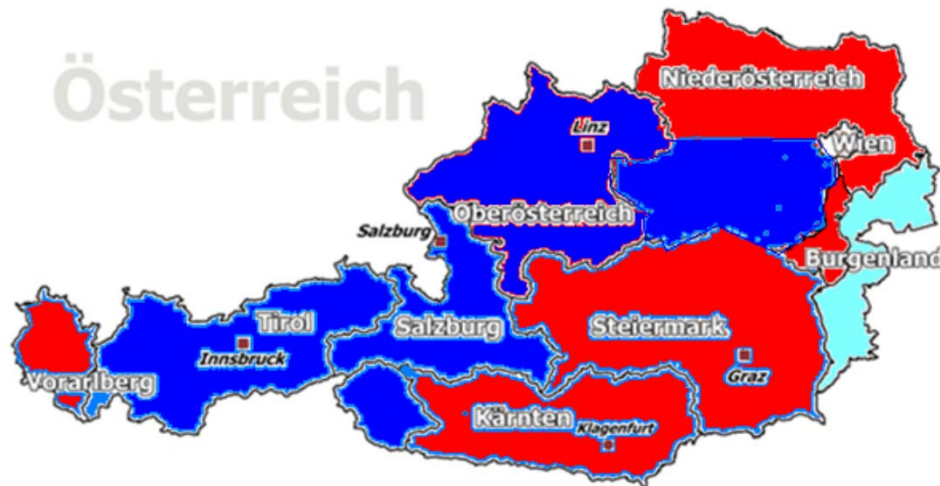 Österreich
Niederösterreich
Linz
Wien
Salzburg
Oberösterreich
Burgenland
Tirol
Salzburg
Steiermark
Innsbruck
Graz
Vorarlberg
Kärnten
Klagenfurt